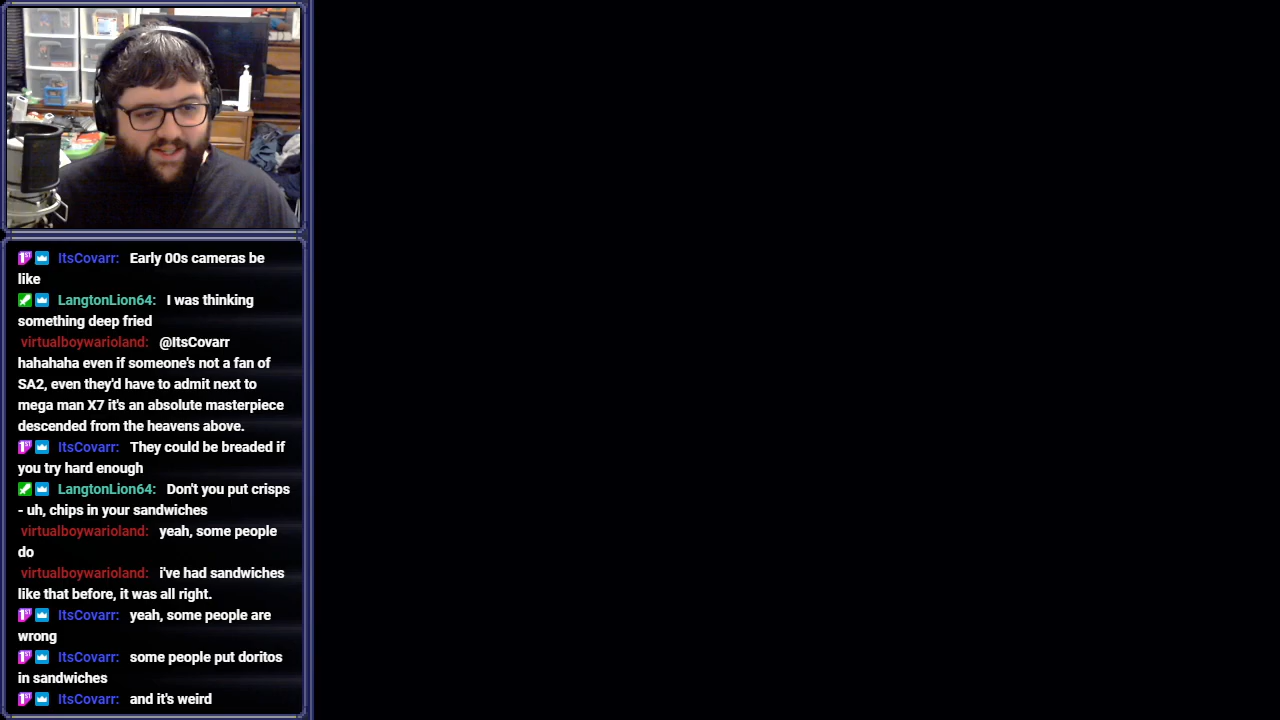 ItsCovarr: Early 00s cameras be
like
LangtonLion64: I was thinking
something deep fried
virtualboywarioland: @ItsCovarr
hahahaha even if someone's not a fan of
SA2, even they'd have to admit next to
mega man X7 it's an absolute masterpiece
descended from the heavens above.
ItsCovarr: They could be breaded if
you try hard enough
LangtonLion64: Don't you put crisps
- uh, chips in your sandwiches
virtualboywarioland: yeah, some people
do
virtualboywarioland: i've had sandwiches
like that before, it was all right.
ItsCovarr: yeah, some people are
wrong
ItsCovarr: some people put doritos
in sandwiches
ItsCovarr: and it's weird